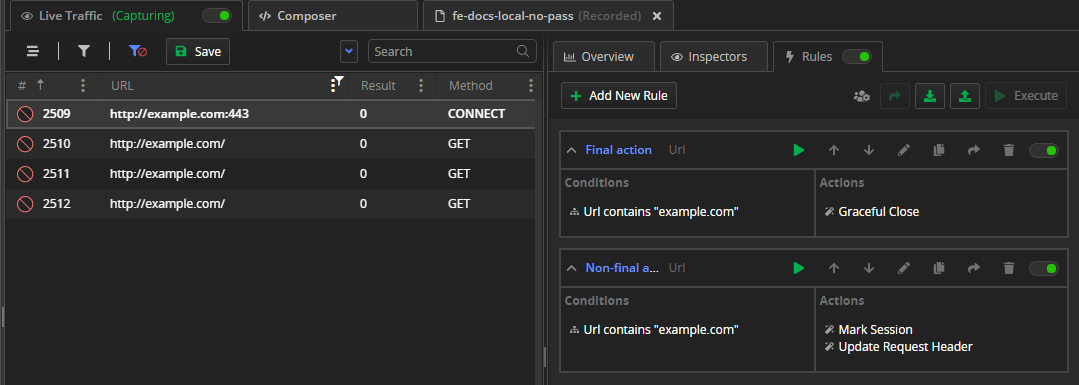 Live Traffic (Capturing)
Composer
fe-docs-local-no-pass (Recorded)
Save
Search
Overview
Inspectors
Rules
# URL Result Method
Add New Rule
Execute
2509 http://example.com:443 0 CONNECT
2510 http://example.com/ 0 GET
2511 http://example.com/ 0 GET
2512 http://example.com/ 0 GET
Final action Url
Conditions
Actions
Url contains "example.com"
Graceful Close
Non-final a... Url
Conditions
Actions
Url contains "example.com"
Mark Session
Update Request Header